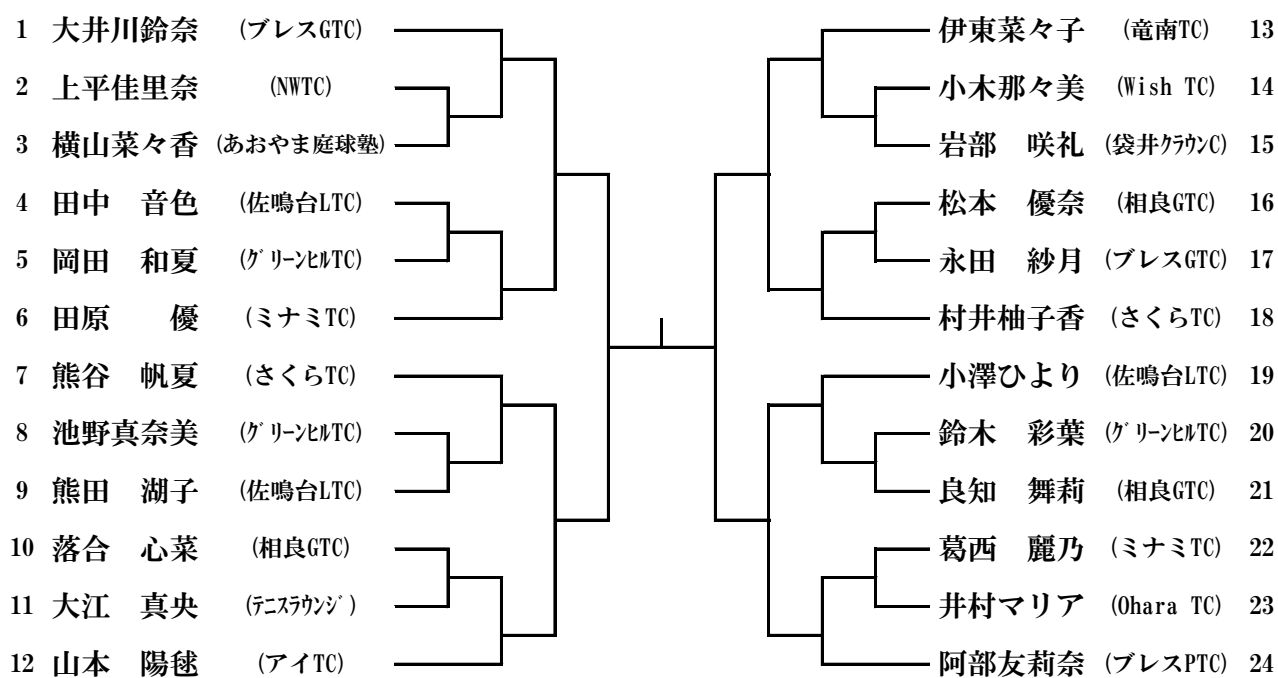 1 大井川鈴奈 (ブレスGTC)
2 上平佳里奈 (NWTC)
3 横山菜々香 (あおやま庭球塾)
4 田中 音色 (佐鳴台LTC)
5 岡田 和夏 (グリーンヒルTC)
6 田原 優 (ミナミTC)
7 熊谷 帆夏 (さくらTC)
8 池野真奈美 (グリーンヒルTC)
9 熊田 湖子 (佐鳴台LTC)
10 落合 心菜 (相良GTC)
11 大江 真央 (テニスラウンジ)
12 山本 陽毬 (アイTC)
伊東菜々子 (竜南TC) 13
小木那々美 (Wish TC) 14
岩部 咲礼 (袋井クラウンC) 15
松本 優奈 (相良GTC) 16
永田 紗月 (ブレスGTC) 17
村井柚子香 (さくらTC) 18
小澤ひより (佐鳴台LTC) 19
鈴木 彩葉 (グリーンヒルTC) 20
良知 舞莉 (相良GTC) 21
葛西 麗乃 (ミナミTC) 22
井村マリア (Ohara TC) 23
阿部友莉奈 (ブレスPTC) 24